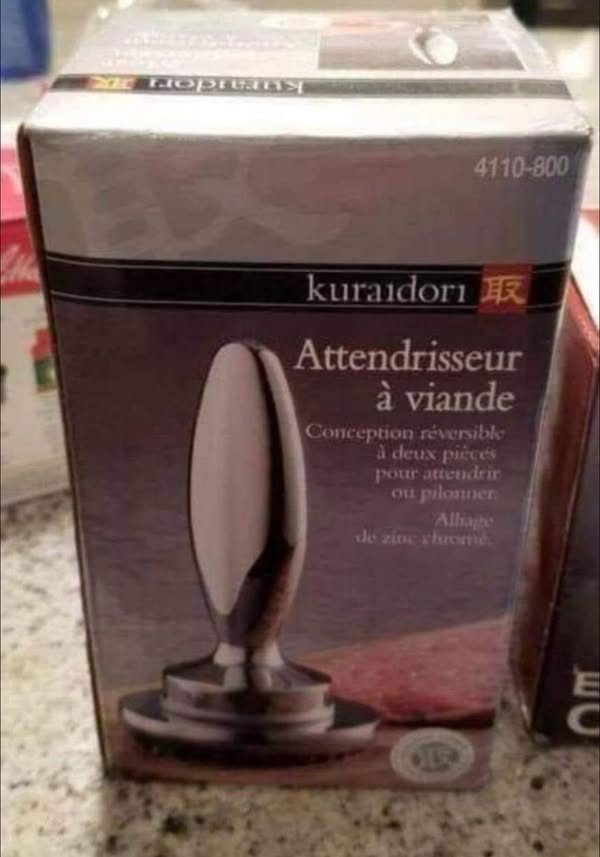 kuraidori 取
4110-800
kuraidori 取
Attendrisseur
à viande
Conception réversible
à deux pièces
pour attendrir
ou pilonner.
Alliage
de zinc chromé.
E
C